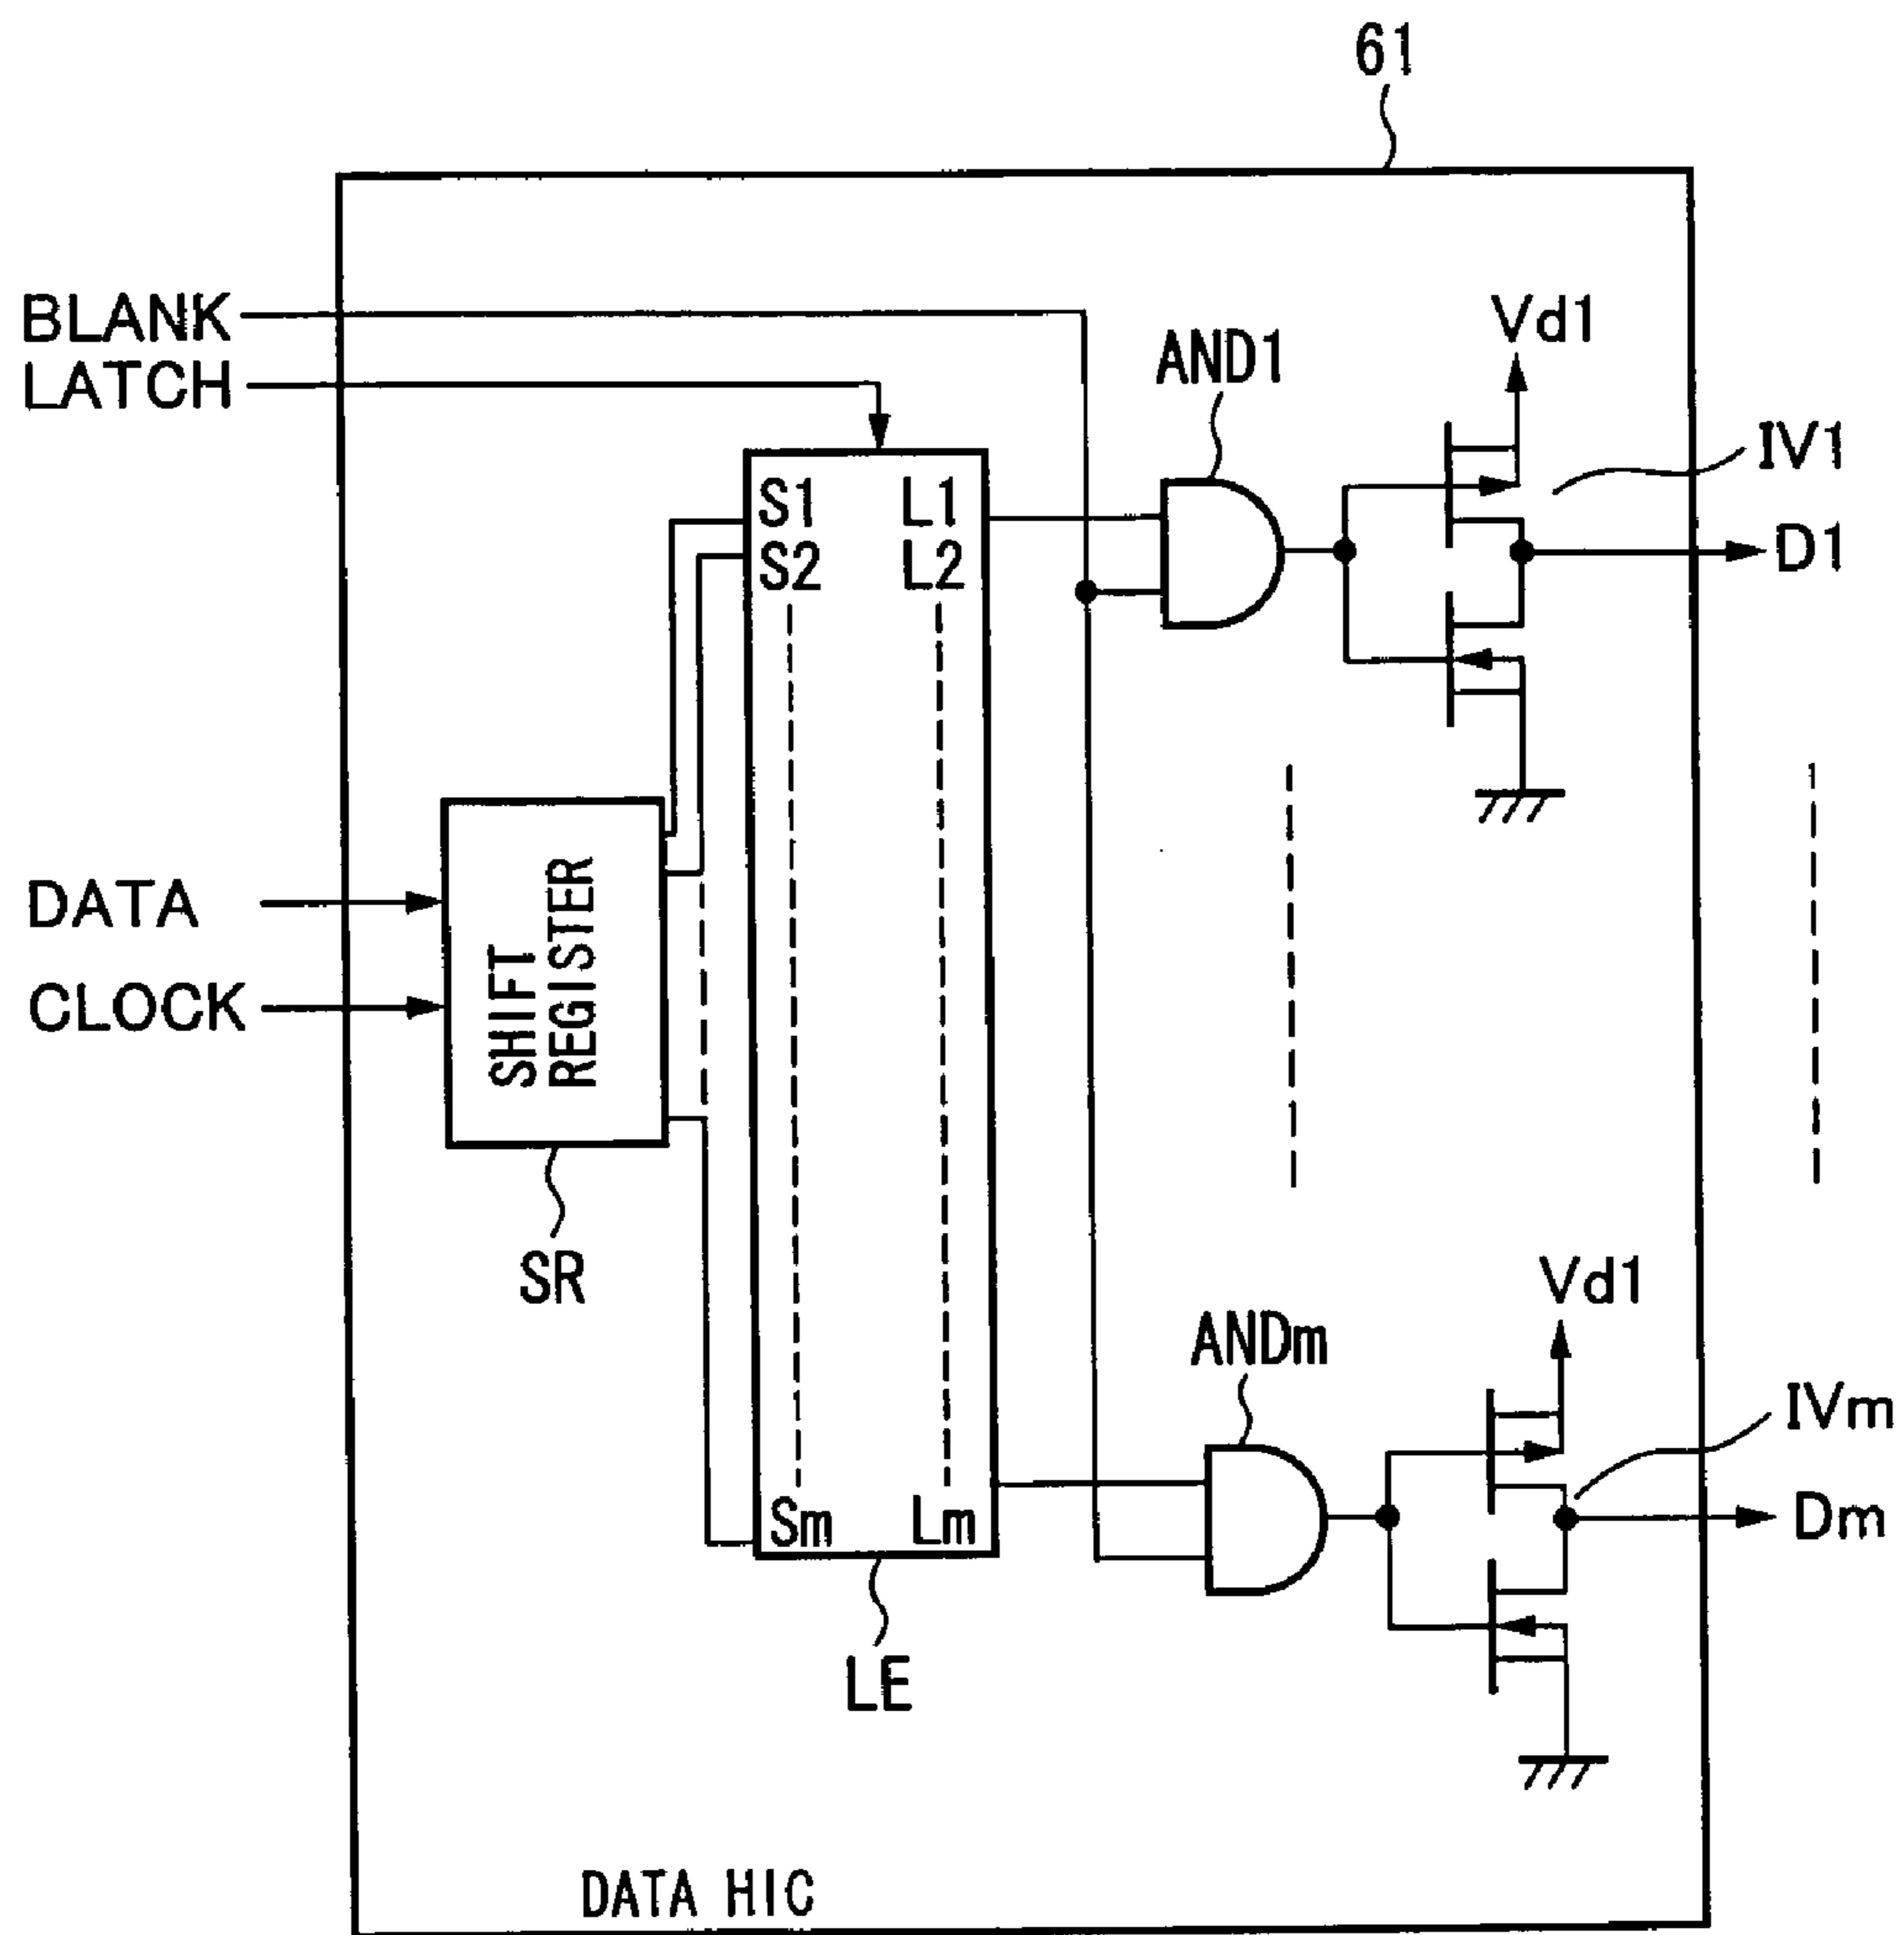 61
BLANK
LATCH
AND1
Vd1
IV1
D1
S1 L1
S2 L2
DATA
CLOCK
SHIFT
REGISTER
SR
Vd1
ANDm
IVm
Dm
Sm Lm
LE
DATA HIC